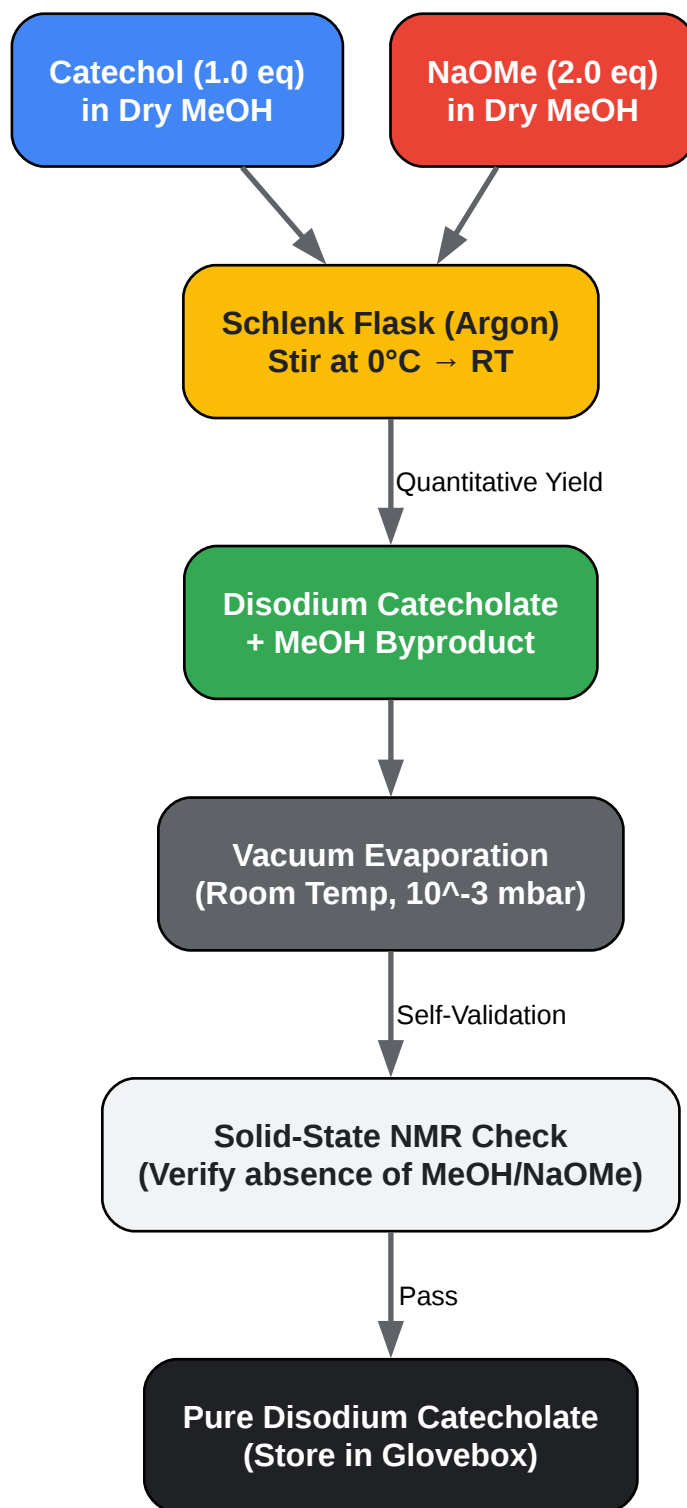 Catechol (1.0 eq)
in Dry MeOH
NaOMe (2.0 eq)
in Dry MeOH
Schlenk Flask (Argon)
Stir at 0°C → RT
Quantitative Yield
Disodium Catecholate
+ MeOH Byproduct
Vacuum Evaporation
(Room Temp, 10^-3 mbar)
Self-Validation
Solid-State NMR Check
(Verify absence of MeOH/NaOMe)
Pass
Pure Disodium Catecholate
(Store in Glovebox)